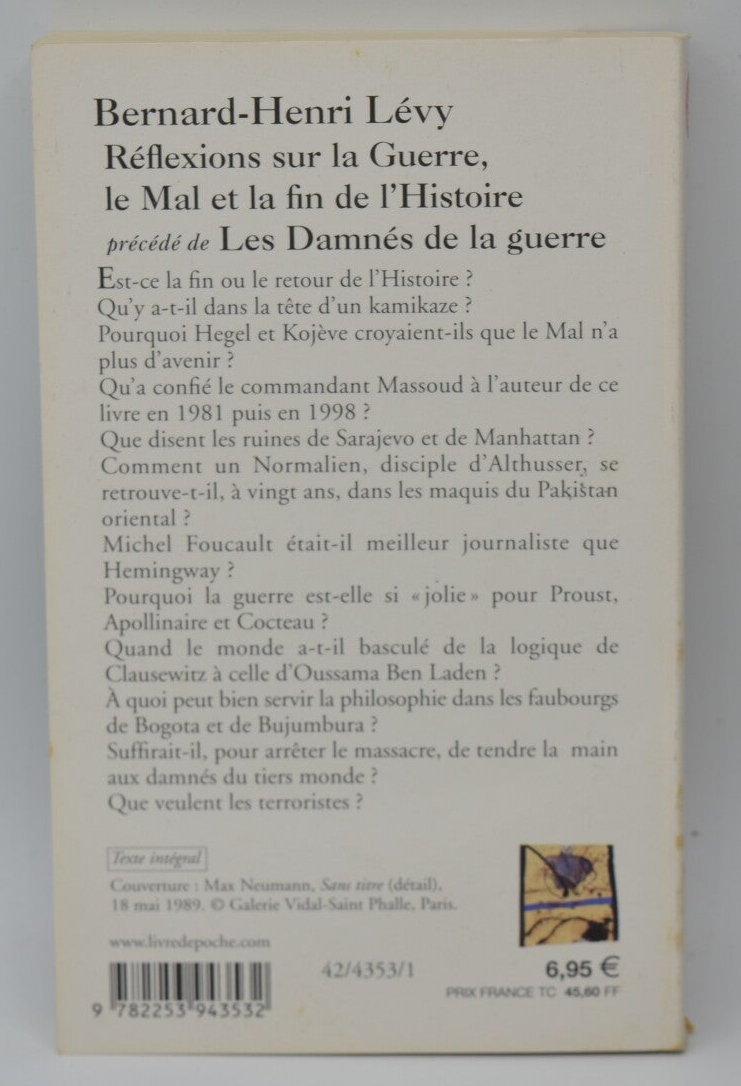 Bernard-Henri Lévy
Réflexions sur la Guerre,
le Mal et la fin de l'Histoire
précédé de Les Damnés de la guerre
Est-ce la fin ou le retour de l'Histoire ?
Qu'y a-t-il dans la tête d'un kamikaze ?
Pourquoi Hegel et Kojève croyaient-ils que le Mal n'a
plus d'avenir ?
Qu'a confié le commandant Massoud à l'auteur de ce
livre en 1981 puis en 1998 ?
Que disent les ruines de Sarajevo et de Manhattan ?
Comment un Normalien, disciple d'Althusser, se
retrouve-t-il, à vingt ans, dans les maquis du Pakistan
oriental ?
Michel Foucault était-il meilleur journaliste que
Hemingway ?
Pourquoi la guerre est-elle si « jolie » pour Proust,
Apollinaire et Cocteau ?
Quand le monde a-t-il basculé de la logique de
Clausewitz à celle d'Oussama Ben Laden ?
À quoi peut bien servir la philosophie dans les faubourgs
de Bogota et de Bujumbura ?
Suffirait-il, pour arrêter le massacre, de tendre la main
aux damnés du tiers monde ?
Que veulent les terroristes ?
Texte intégral
Couverture : Max Neumann, Sans titre (détail),
18 mai 1989. © Galerie Vidal-Saint Phalle, Paris.
www.livredepoche.com
42/4353/1
6,95 €
PRIX FRANCE TC 45,60 FF
9 782253 943532